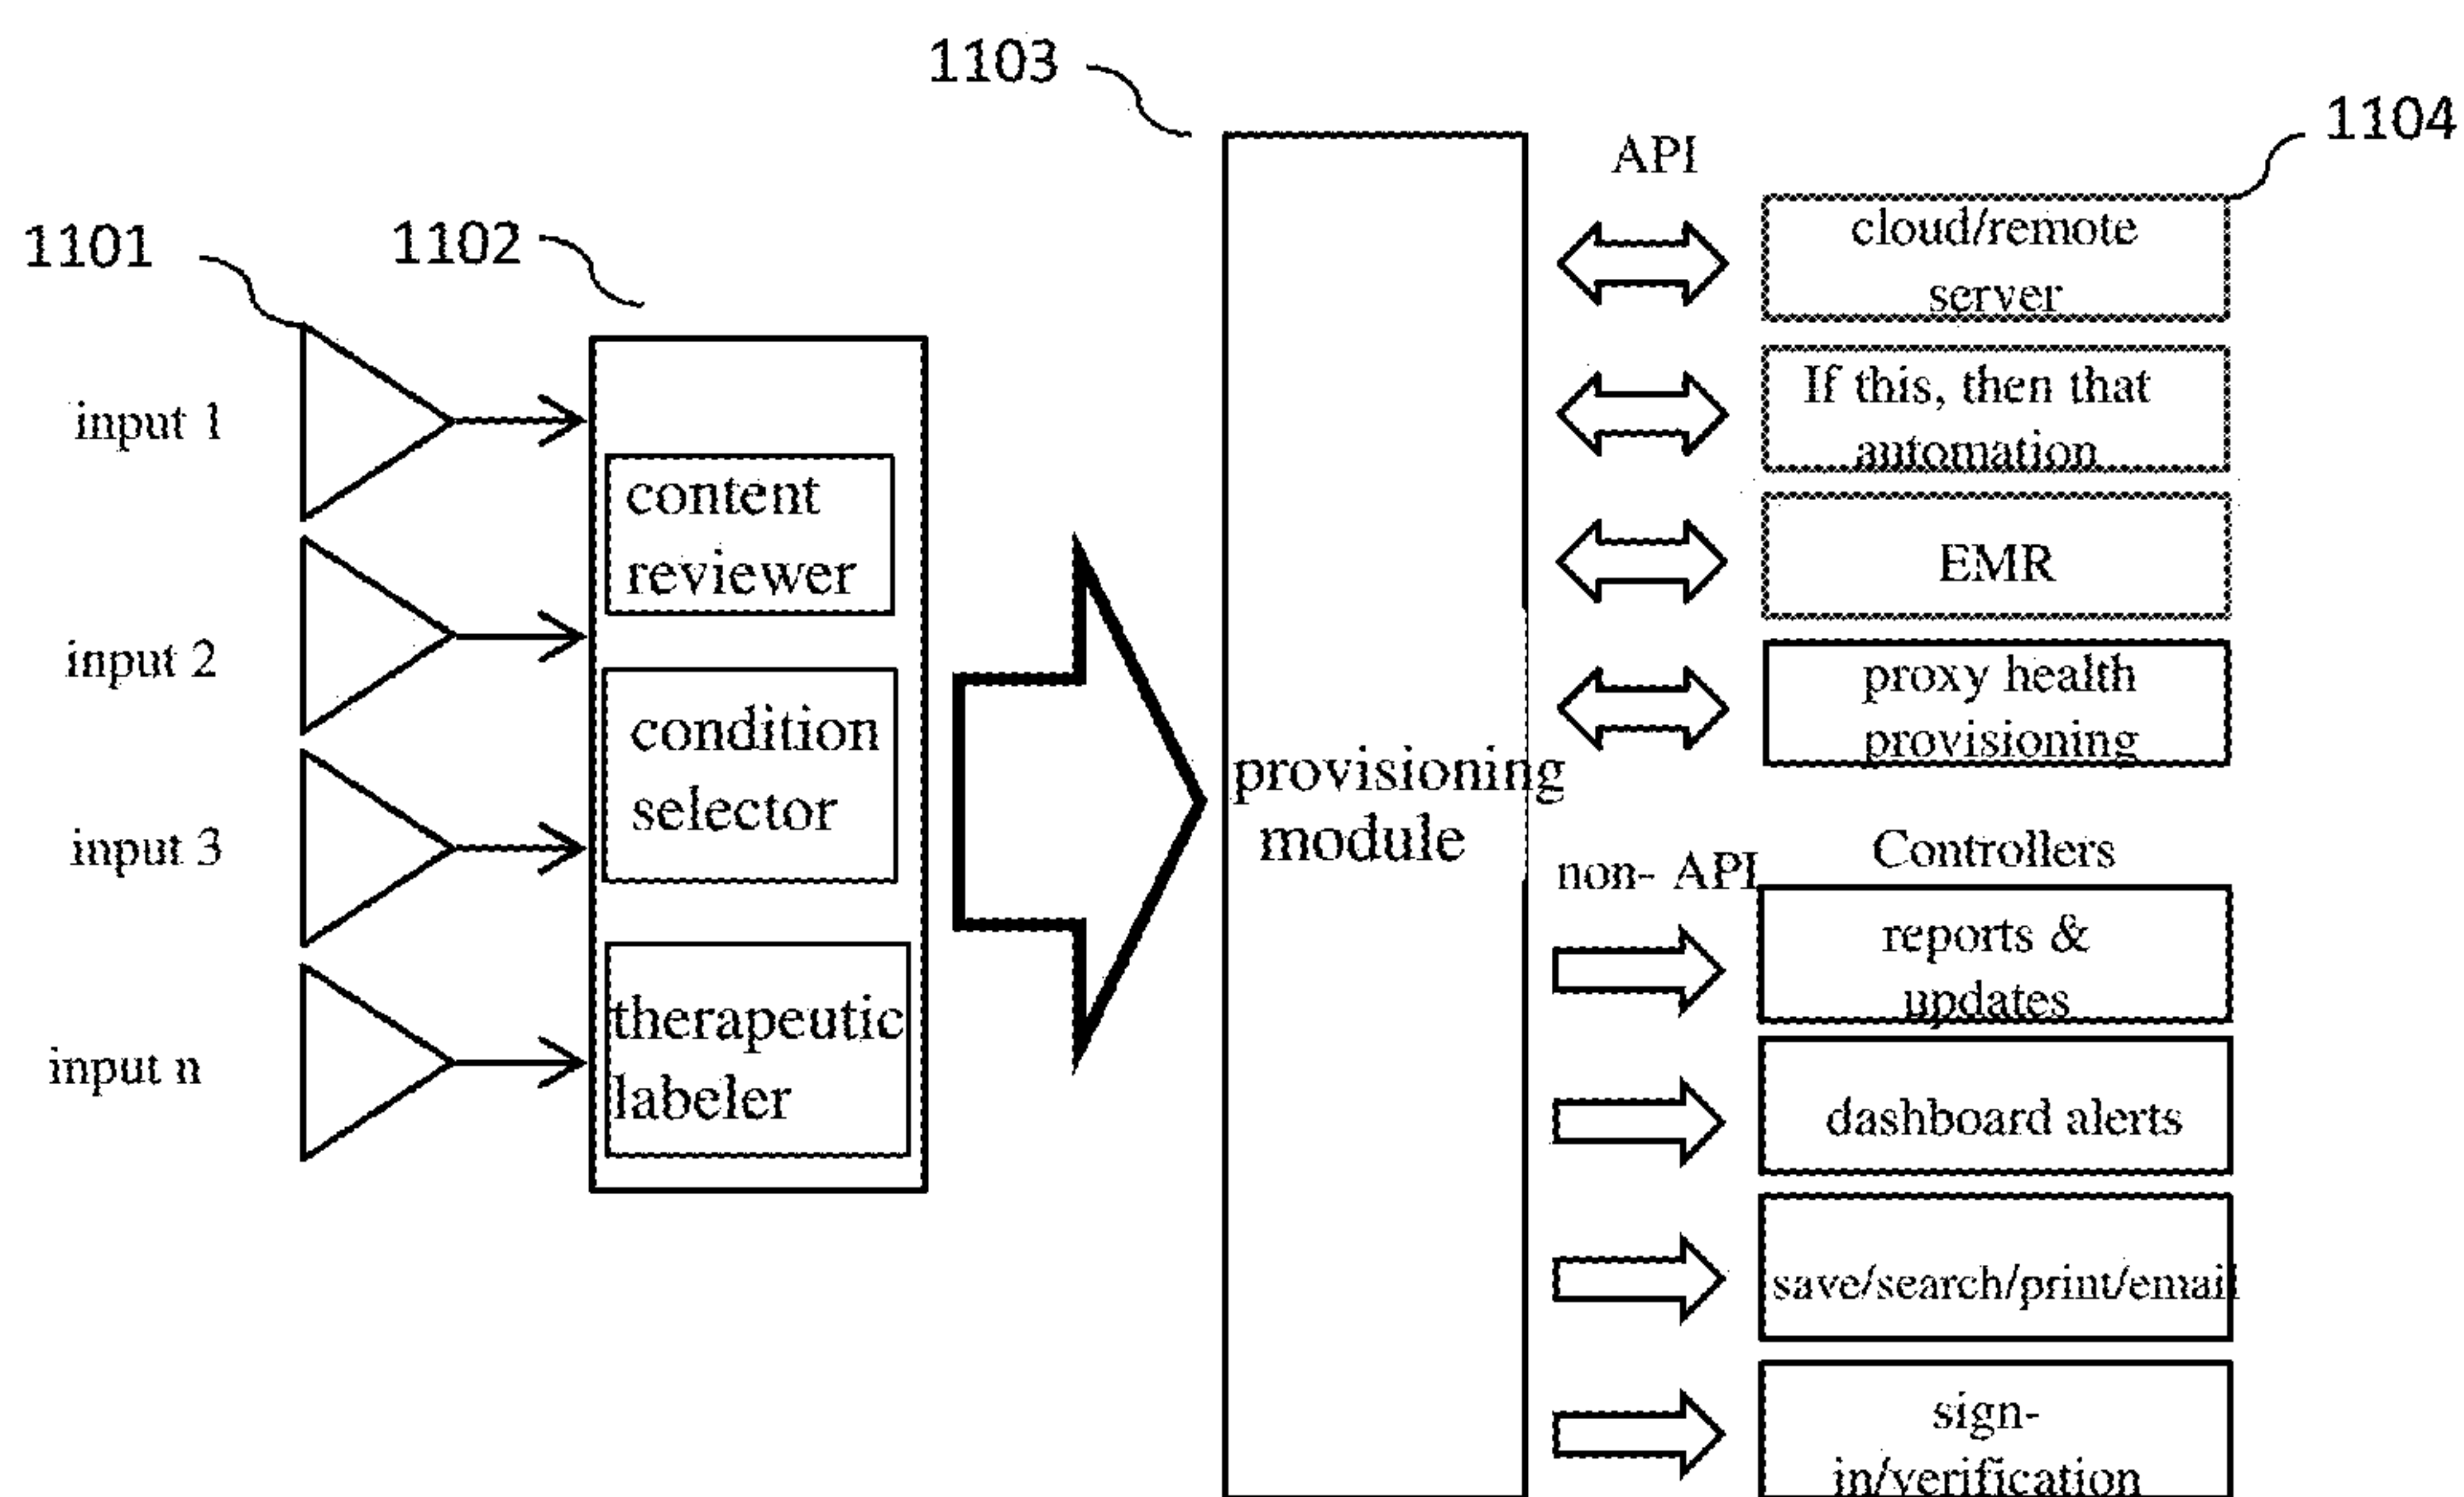 1103
1104
API
1101
1102
cloud/remote
server
If this, then that
automation
input 1
content
reviewer
EMR
input 2
proxy health
provisioning
condition
selector
provisioning
module
input 3
non- API
Controllers
reports &
updates
therapeutic
labeler
input n
dashboard alerts
save/search/print/email
sign-
in/verification